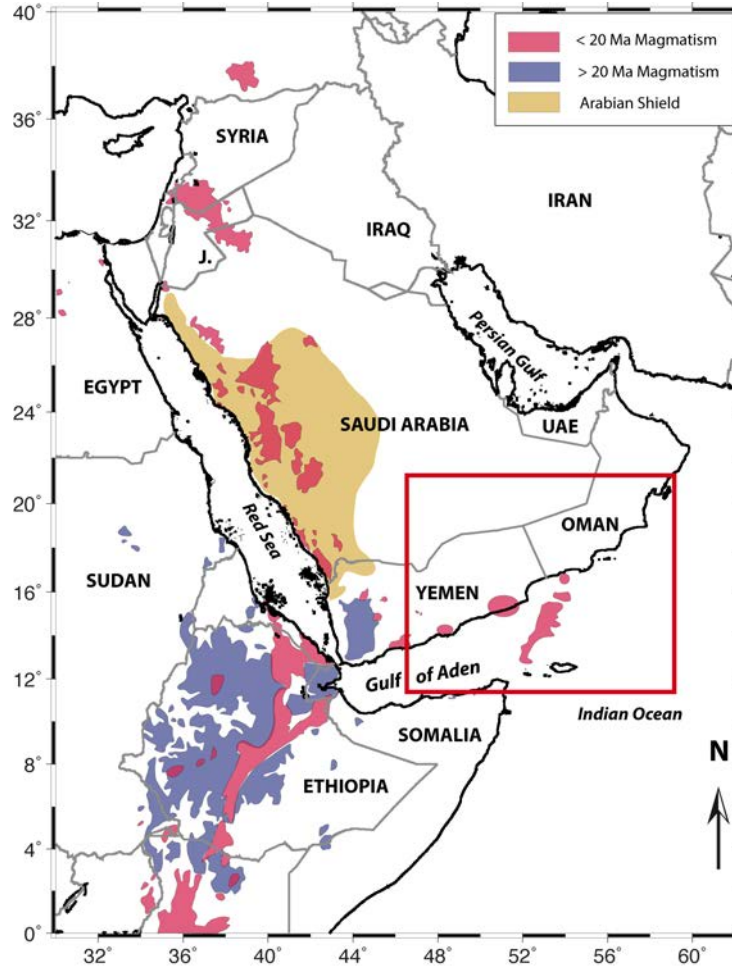 < 20 Ma Magmatism
> 20 Ma Magmatism
Arabian Shield
40°
36°
32°
28°
24°
20°
16°
12°
8°
4°
0°
SYRIA
IRAN
IRAQ
J.
Persian Gulf
EGYPT
SAUDI ARABIA
UAE
Red Sea
OMAN
SUDAN
YEMEN
Gulf of Aden
Indian Ocean
SOMALIA
ETHIOPIA
N
32° 36° 40° 44° 48° 52° 56° 60°